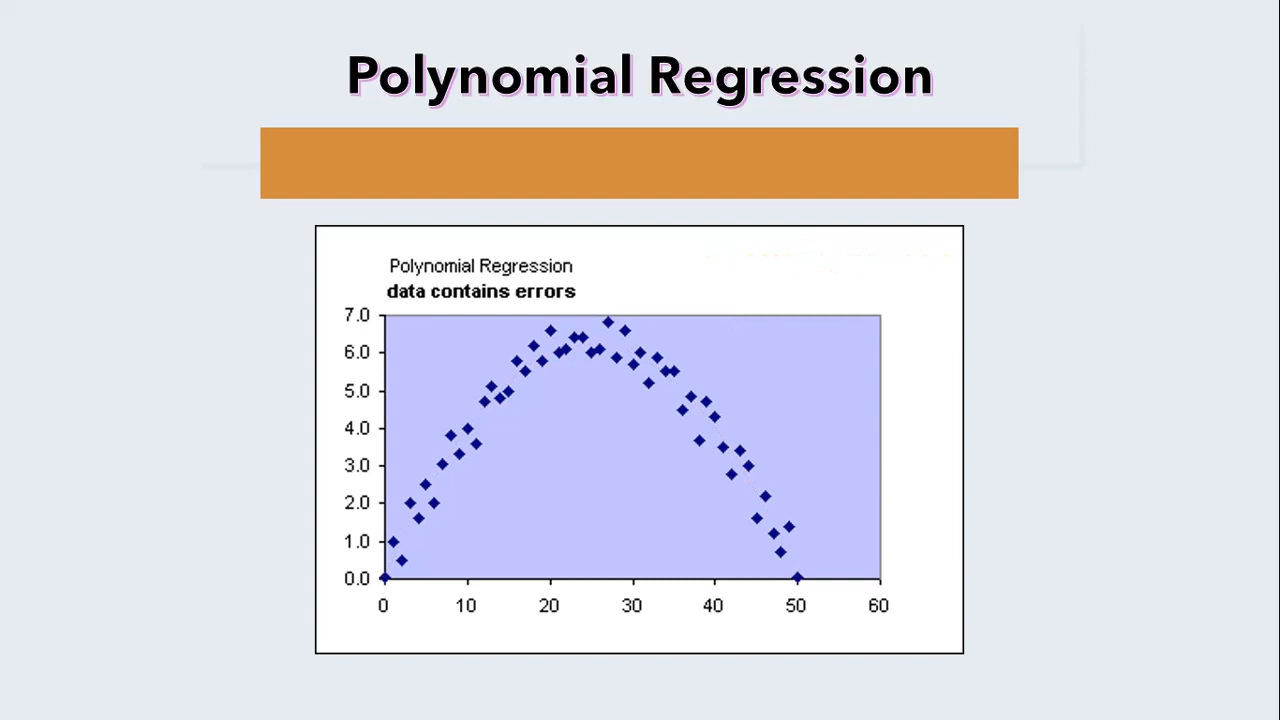 Polynomial Regression
Polynomial Regression
data contains errors
7.0
6.0
5.0
4.0
3.0
2.0
1.0
0.0
0 10 20 30 40 50 60